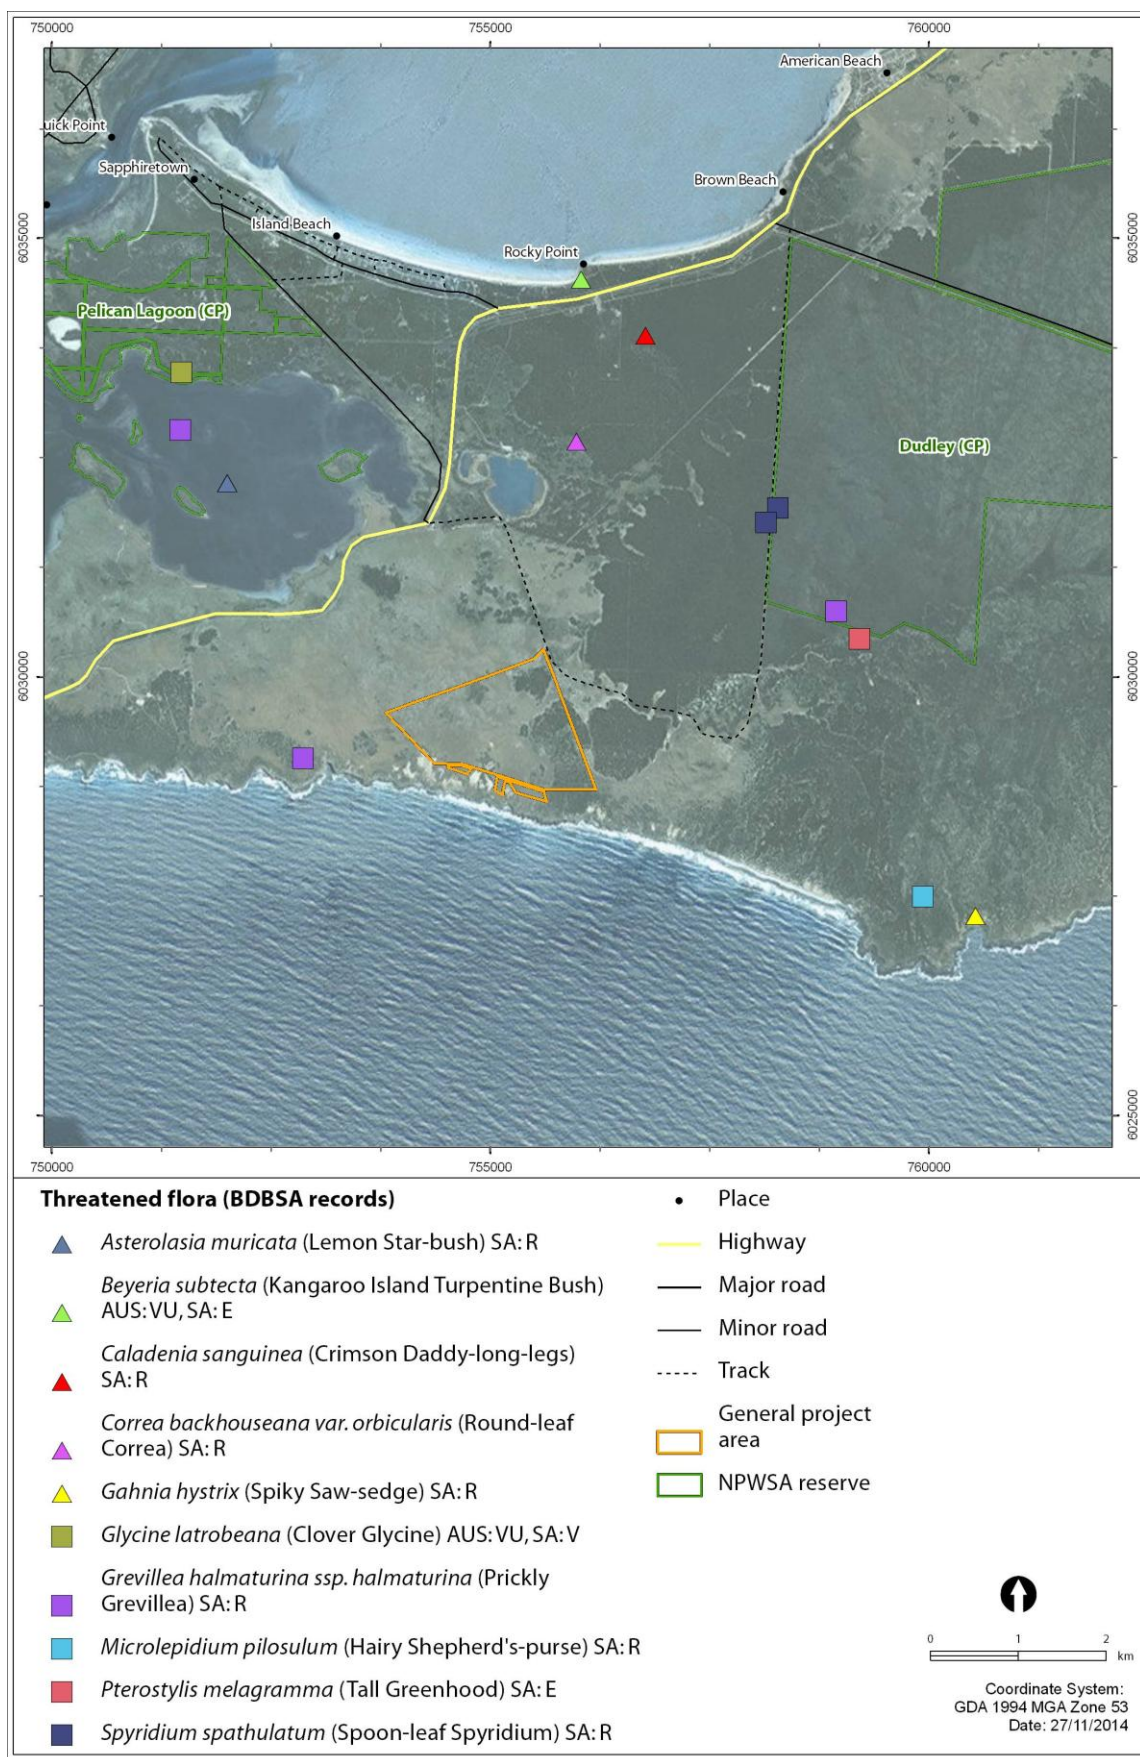 750000
755000
760000
American Beach
uick Point
Sapphiretown
Brown Beach
Island Beach
Rocky Point
6035000
6035000
Pelican Lagoon (CP)
Dudley (CP)
6030000
6030000
6025000
6025000
750000
755000
760000
Threatened flora (BDBSA records)
Asterolasia muricata (Lemon Star-bush) SA: R
Beyeria subtecta (Kangaroo Island Turpentine Bush)
AUS: VU, SA: E
Caladenia sanguinea (Crimson Daddy-long-legs)
SA: R
Correa backhouseana var. orbicularis (Round-leaf
Correa) SA: R
Gahnia hystrix (Spiky Saw-sedge) SA: R
Glycine latrobeana (Clover Glycine) AUS: VU, SA: V
Grevillea halmaturina ssp. halmaturina (Prickly
Grevillea) SA: R
Microlepidium pilosulum (Hairy Shepherd's-purse) SA: R
Pterostylis melagramma (Tall Greenhood) SA: E
Spyridium spathulatum (Spoon-leaf Spyridium) SA: R
Place
Highway
Major road
Minor road
Track
General project
area
NPWSA reserve
0 1 2
km
Coordinate System:
GDA 1994 MGA Zone 53
Date: 27/11/2014